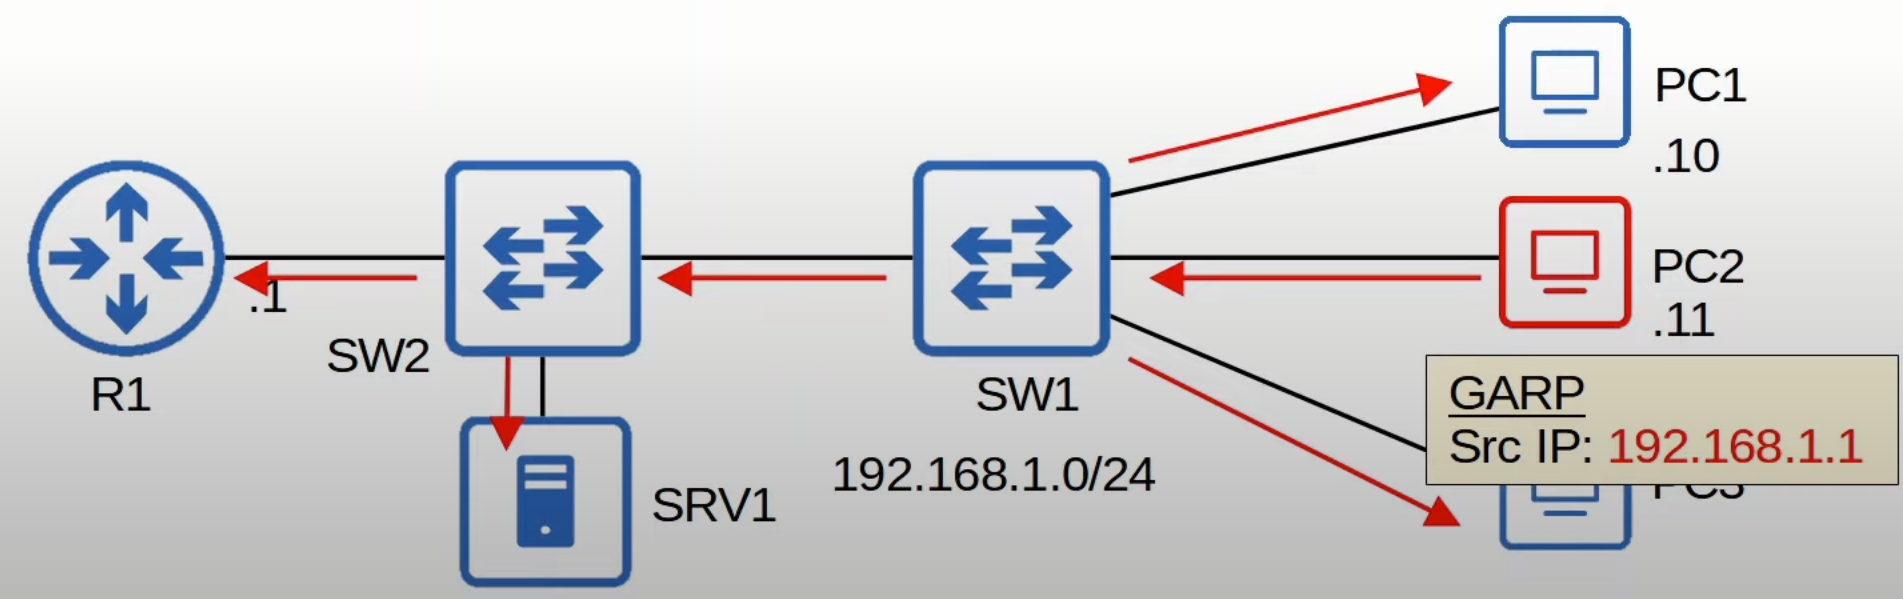 PC1
.10
PC2
.11
.1
SW2
R1
SW1
GARP
Src IP: 192.168.1.1
192.168.1.0/24
SRV1
PC3